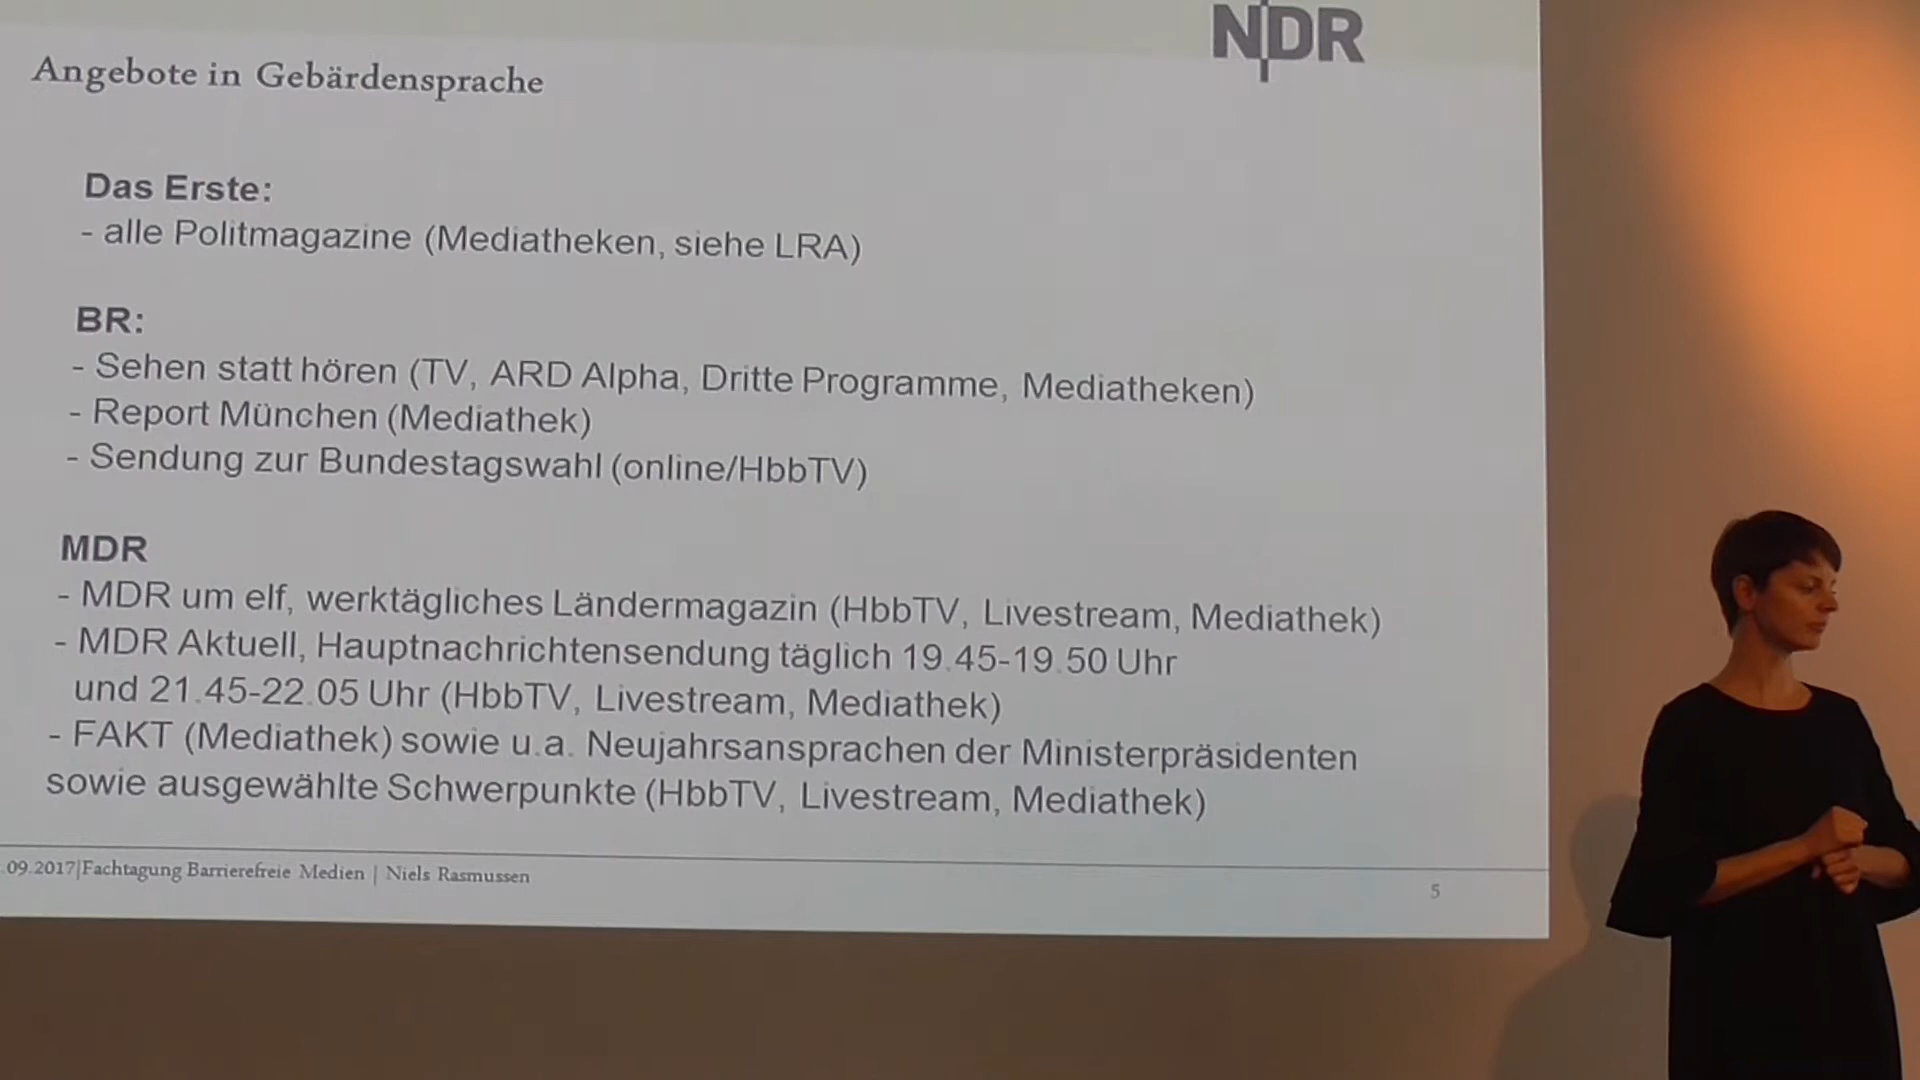 NDR
Angebote in Gebärdensprache
Das Erste:
- alle Politmagazine (Mediatheken, siehe LRA)
BR:
- Sehen statt hören (TV, ARD Alpha, Dritte Programme, Mediatheken)
- Report München (Mediathek)
- Sendung zur Bundestagswahl (online/HbbTV)
MDR
- MDR um elf, werktägliches Ländermagazin (HbbTV, Livestream, Mediathek)
- MDR Aktuell, Hauptnachrichtensendung täglich 19.45-19.50 Uhr
und 21.45-22.05 Uhr (HbbTV, Livestream, Mediathek)
- FAKT (Mediathek) sowie u.a. Neujahrsansprachen der Ministerpräsidenten
sowie ausgewählte Schwerpunkte (HbbTV, Livestream, Mediathek)
.09.2017|Fachtagung Barrierefreie Medien | Niels Rasmussen
5